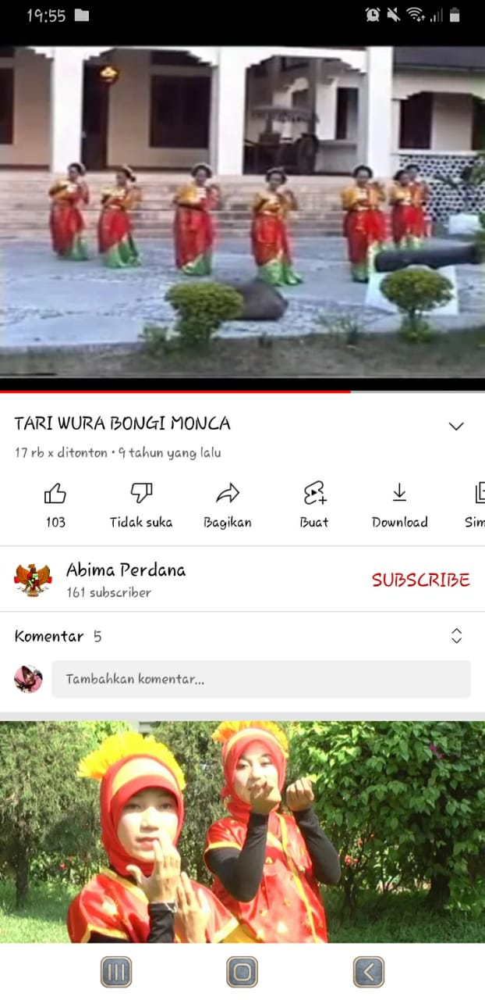 19:55
TARI WURA BONGI MONCA
17 rb x ditonton • 9 tahun yang lalu
103 Tidak suka Bagikan Buat Download Sim
Abima Perdana
161 subscriber
SUBSCRIBE
Komentar 5
Tambahkan komentar...